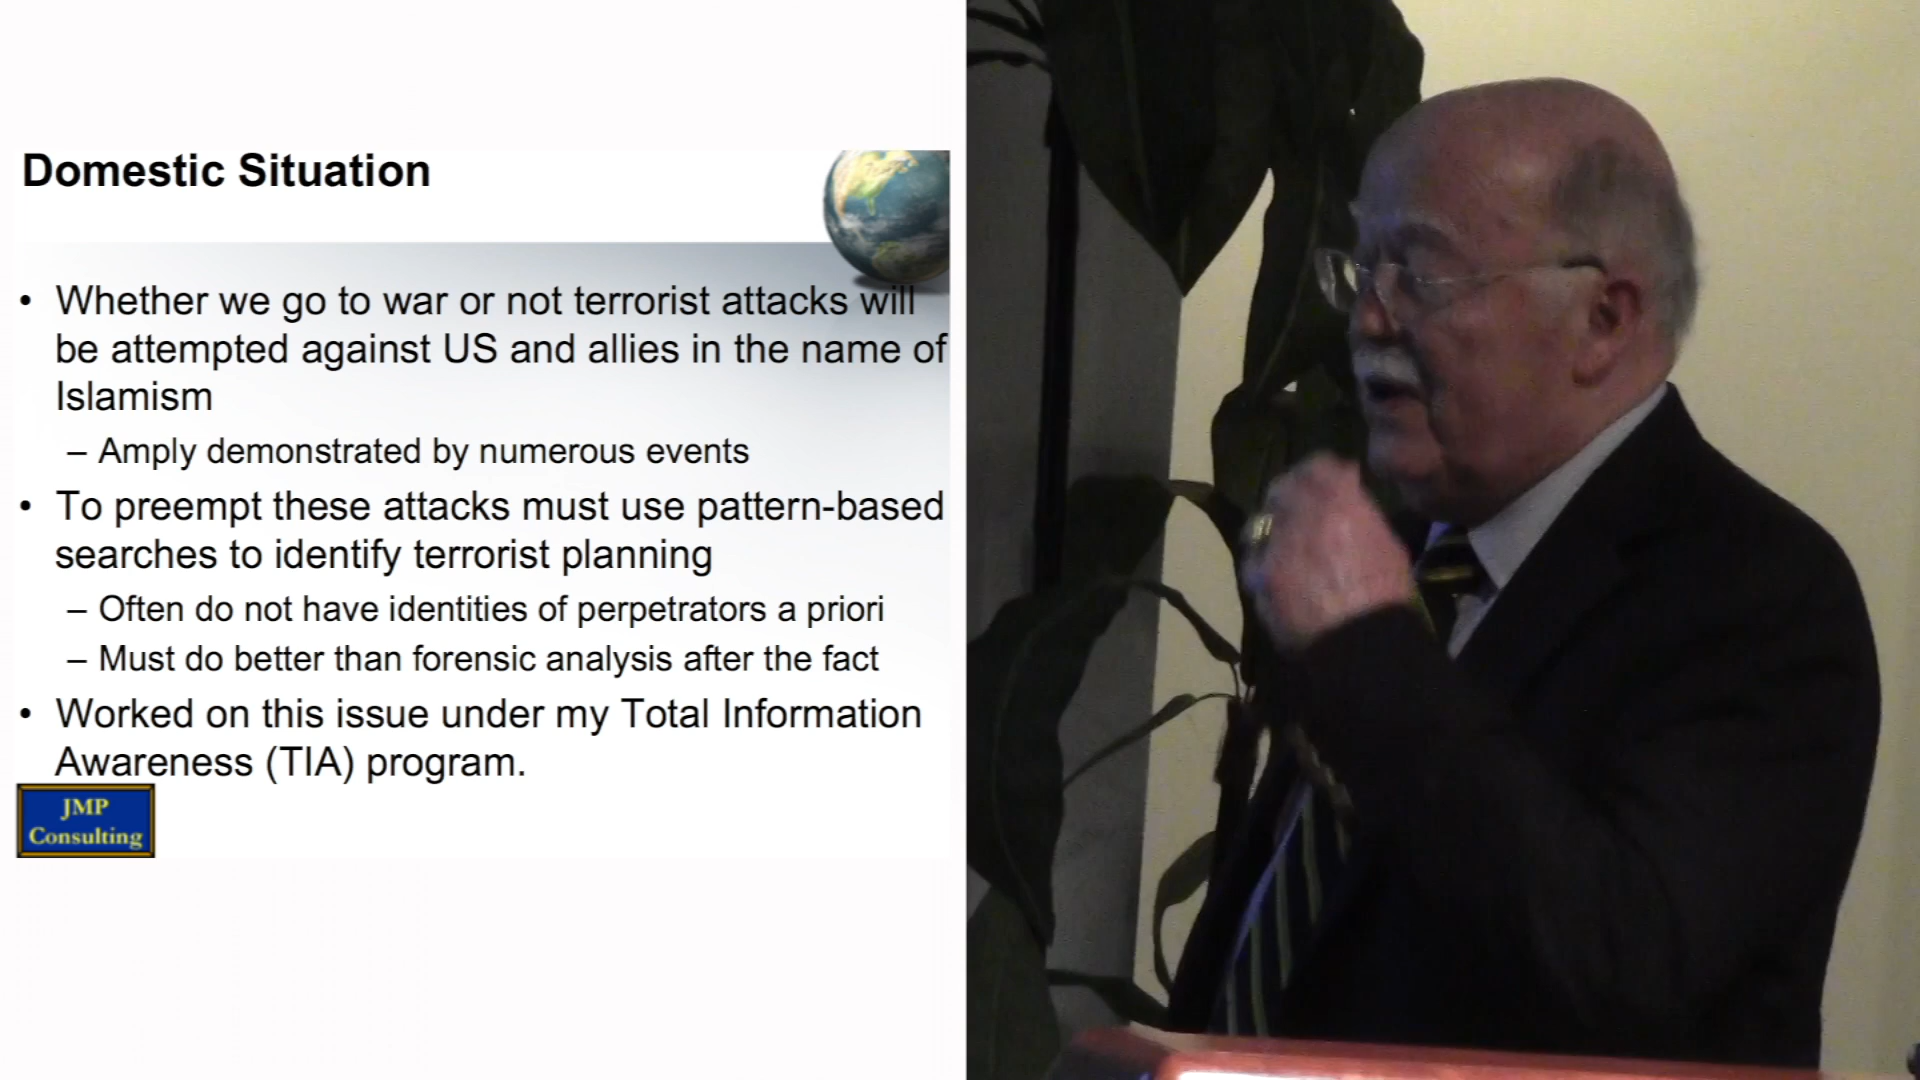 Domestic Situation
• Whether we go to war or not terrorist attacks will
be attempted against US and allies in the name of
Islamism
– Amply demonstrated by numerous events
• To preempt these attacks must use pattern-based
searches to identify terrorist planning
– Often do not have identities of perpetrators a priori
– Must do better than forensic analysis after the fact
• Worked on this issue under my Total Information
Awareness (TIA) program.
JMP
Consulting